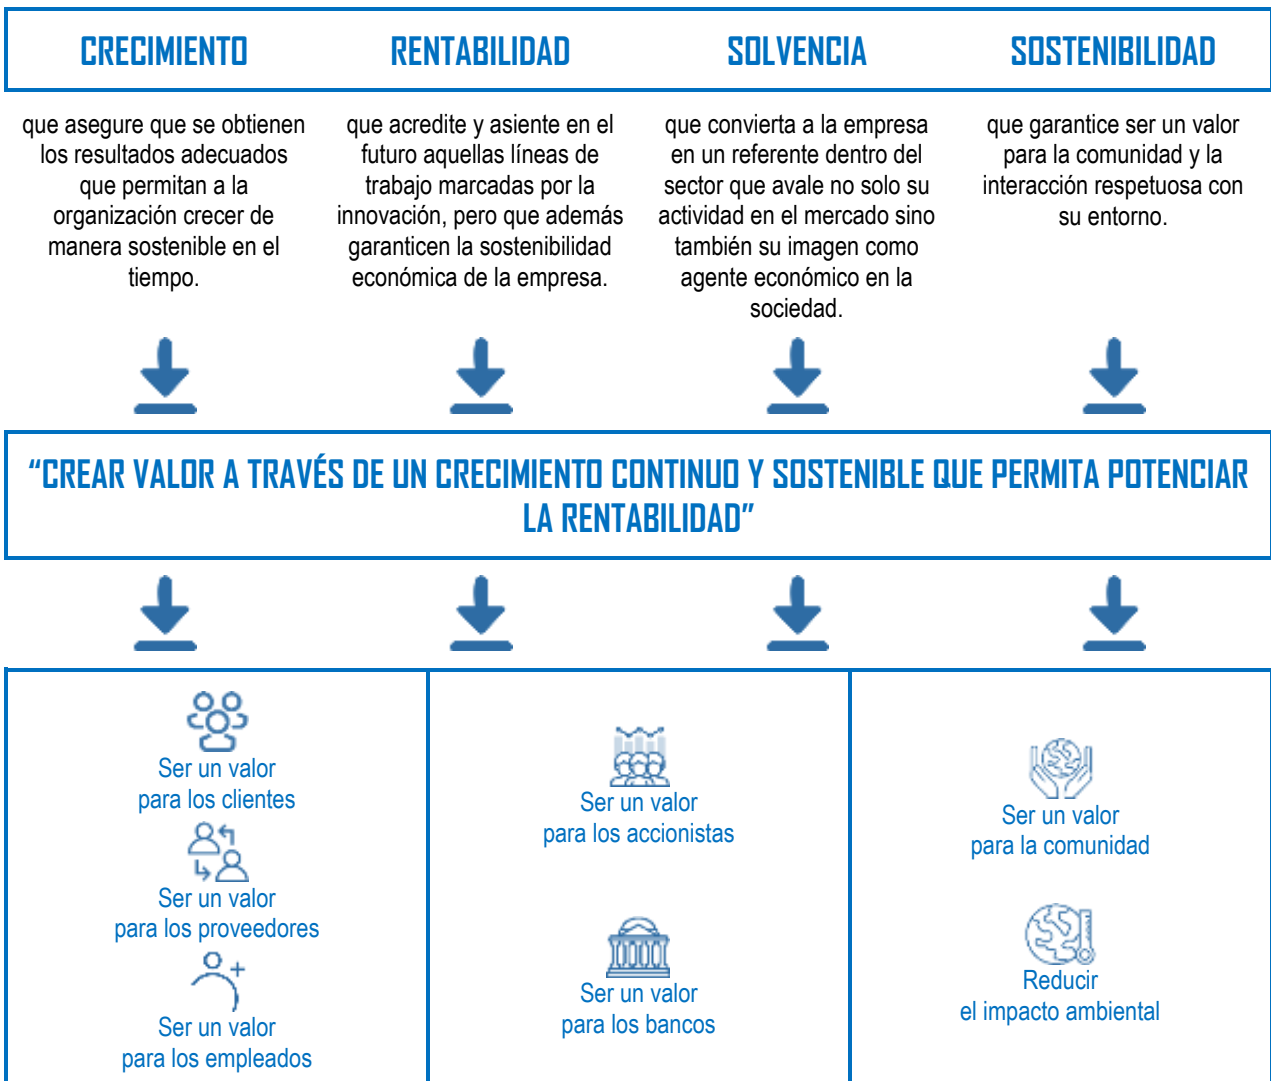 CRECIMIENTO
RENTABILIDAD
SOLVENCIA
SOSTENIBILIDAD
que asegure que se obtienen
los resultados adecuados
que permitan a la
organización crecer de
manera sostenible en el
tiempo.
que acredite y asiente en el
futuro aquellas líneas de
trabajo marcadas por la
innovación, pero que además
garanticen la sostenibilidad
económica de la empresa.
que convierta a la empresa
en un referente dentro del
sector que avale no solo su
actividad en el mercado sino
también su imagen como
agente económico en la
sociedad.
que garantice ser un valor
para la comunidad y la
interacción respetuosa con
su entorno.
“CREAR VALOR A TRAVÉS DE UN CRECIMIENTO CONTINUO Y SOSTENIBLE QUE PERMITA POTENCIAR
LA RENTABILIDAD”
Ser un valor
para los clientes
Ser un valor
para los proveedores
Ser un valor
para los empleados
Ser un valor
para los accionistas
Ser un valor
para los bancos
Ser un valor
para la comunidad
Reducir
el impacto ambiental